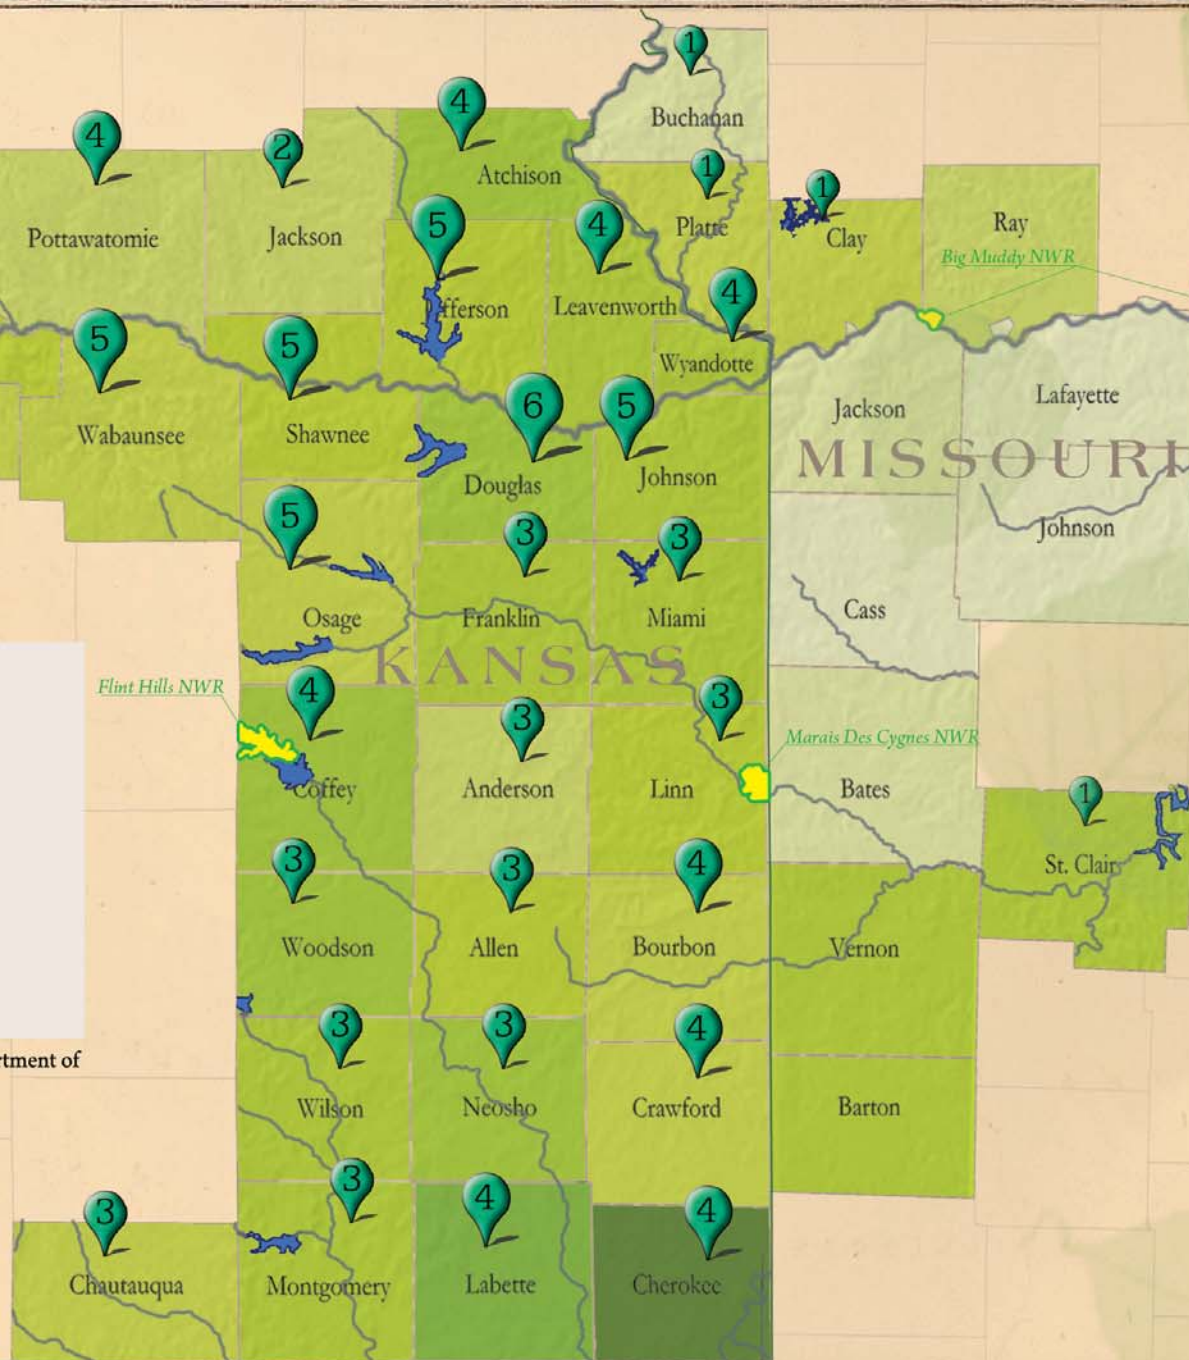 1
Buchanan
4
4
2
Atchison
1
Platte
1
Clay
Ray
Pottawatomie
Jackson
5
fferson
4
Leavenworth
Big Muddy NWR
4
Wyandotte
5
5
Wabaunsee
Shawnee
6
Douglas
5
Johnson
Jackson
Lafayette
MISSOURI
Johnson
5
Osage
3
Franklin
3
Miami
Cass
KANSAS
Flint Hills NWR
4
Coffey
3
Anderson
3
Linn
Marais Des Cygnes NWR
Bates
1
St. Clair
3
Woodson
3
Allen
4
Bourbon
Vernon
rtment of
3
Wilson
3
Neosho
4
Crawford
Barton
3
Chautauqua
3
Montgomery
4
Labette
4
Cherokee